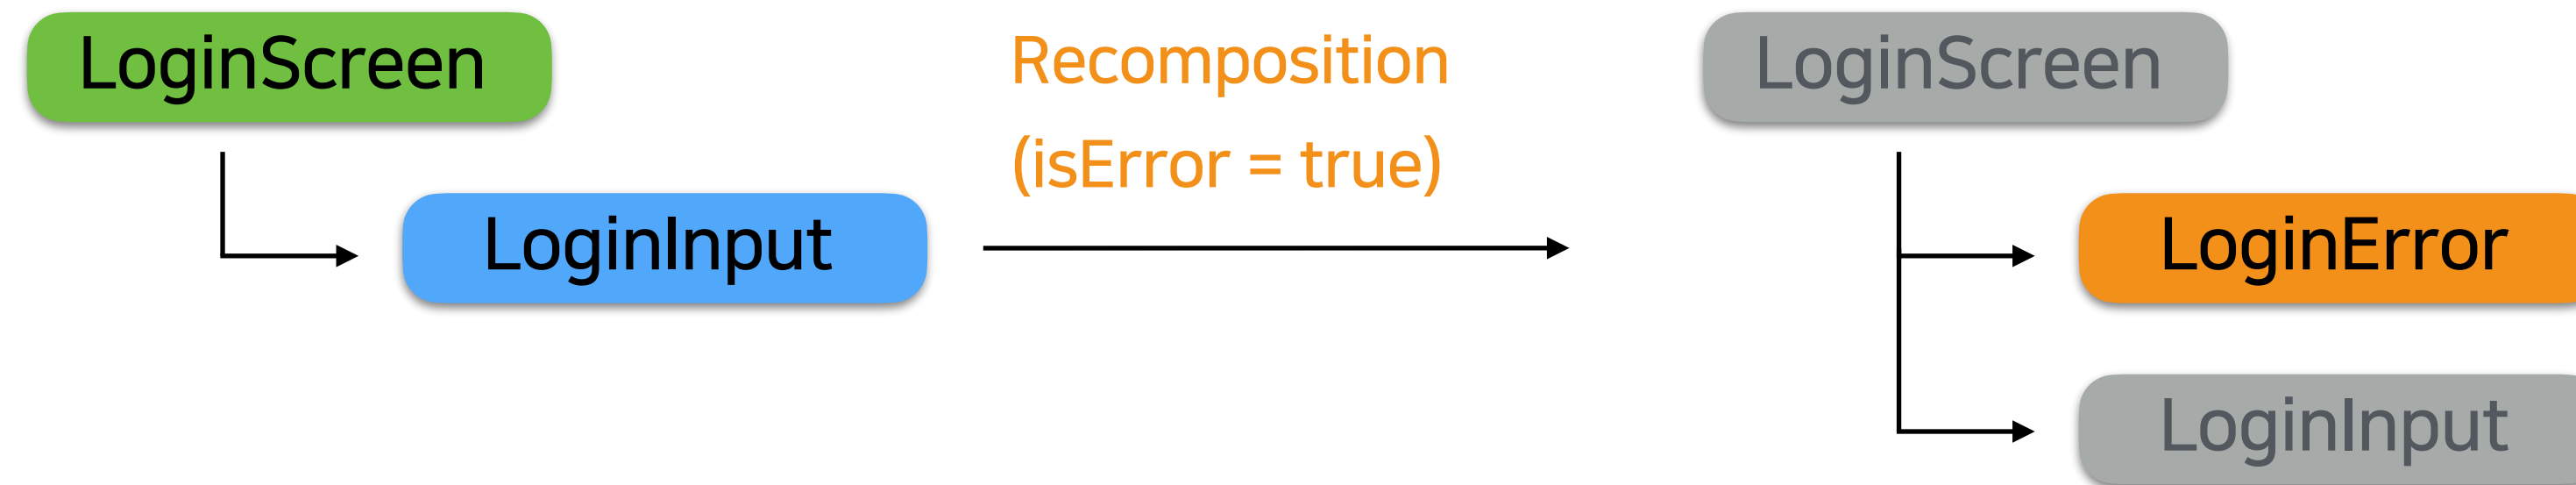 LoginScreen
LoginInput
Recomposition
(isError = true)
LoginScreen
LoginError
LoginInput